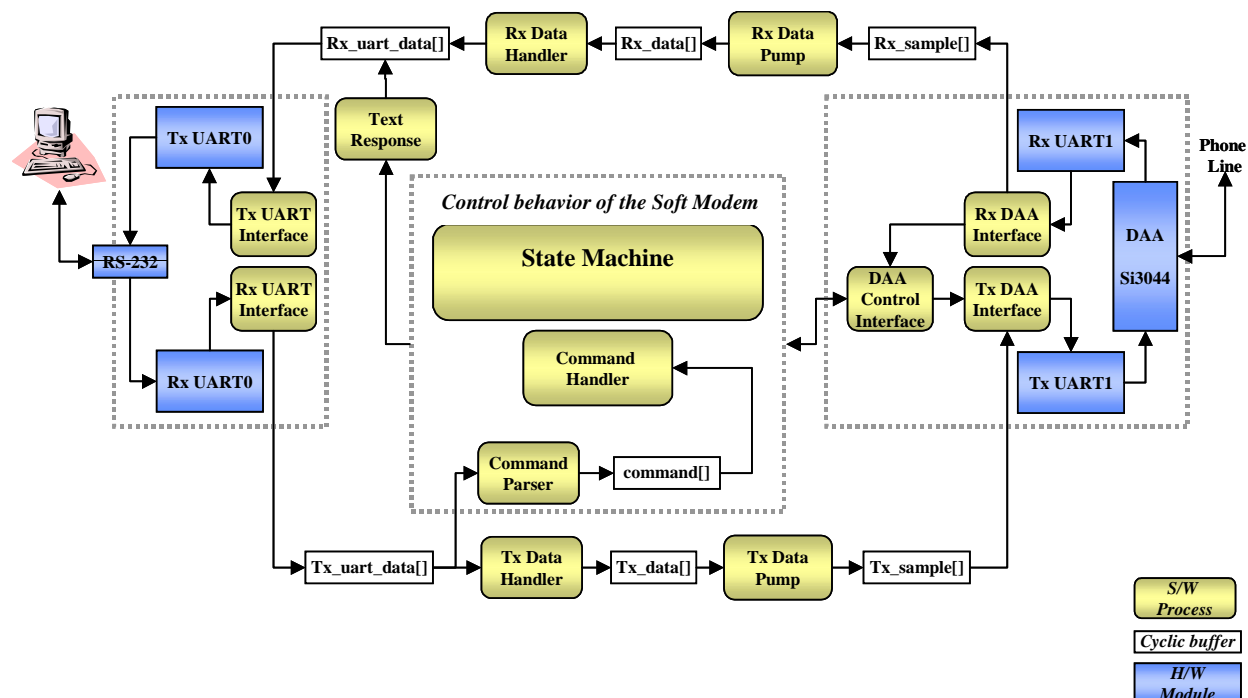 Rx_uart_data[]
Rx Data
Handler
Rx_data[]
Rx Data
Pump
Rx_sample[]
Text
Response
Tx UART0
Tx UART
Interface
RS-232
Rx UART
Interface
Rx UART0
Control behavior of the Soft Modem
State Machine
Command
Handler
Command
Parser
command[]
Rx UART1
Phone
Line
Rx DAA
Interface
DAA
Si3044
DAA
Control
Interface
Tx DAA
Interface
Tx UART1
Tx_uart_data[]
Tx Data
Handler
Tx_data[]
Tx Data
Pump
Tx_sample[]
S/W
Process
Cyclic buffer
H/W
Module